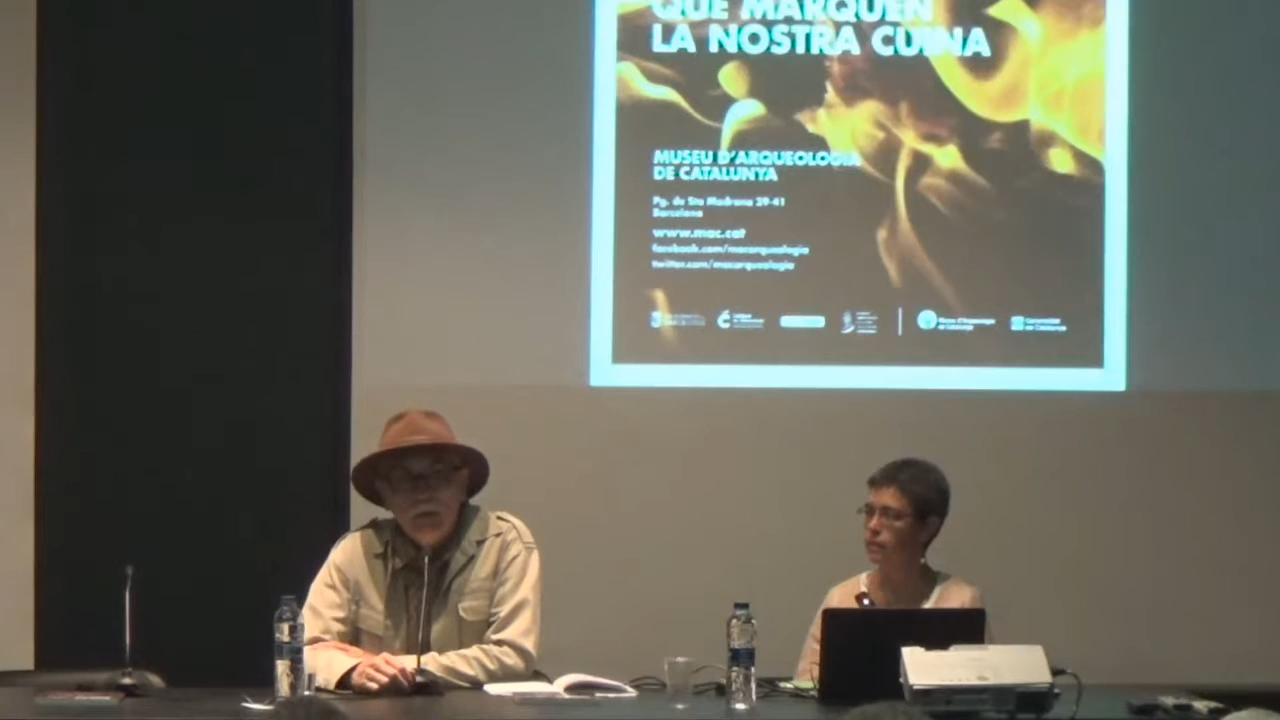 QUE MARQUEN
LA NOSTRA CUINA
MUSEU D'ARQUEOLOGIA
DE CATALUNYA
Pg. de Sta Madrona 39-41
Barcelona
www.mac.cat
facebook.com/macarqueologia
twitter.com/macarqueologia